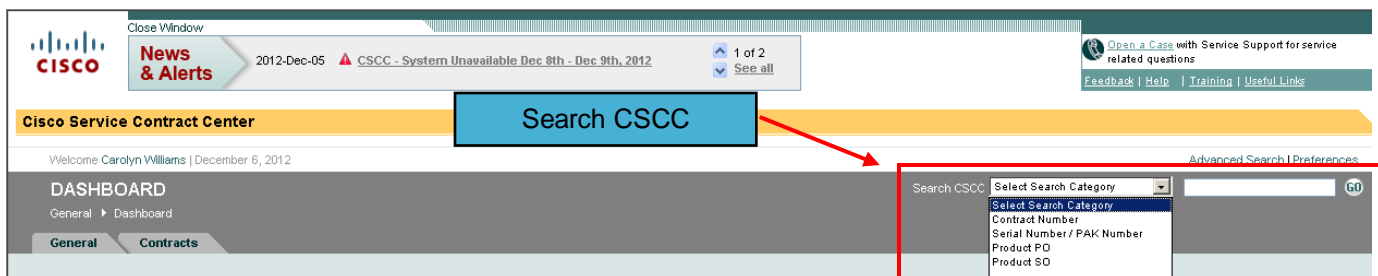 Close Window
CISCO
News
& Alerts
2012-Dec-05 CSCC - System Unavailable Dec 8th - Dec 9th, 2012
1 of 2
See all
Open a Case with Service Support for service
related questions
Feedback | Help | Training | Useful Links
Cisco Service Contract Center
Search CSCC
Welcome Carolyn Williams | December 6, 2012
Advanced Search | Preferences
DASHBOARD
Search CSCC Select Search Category GO
General Dashboard
Select Search Category
Contract Number
Serial Number / PAK Number
Product PO
Product SO
General Contracts